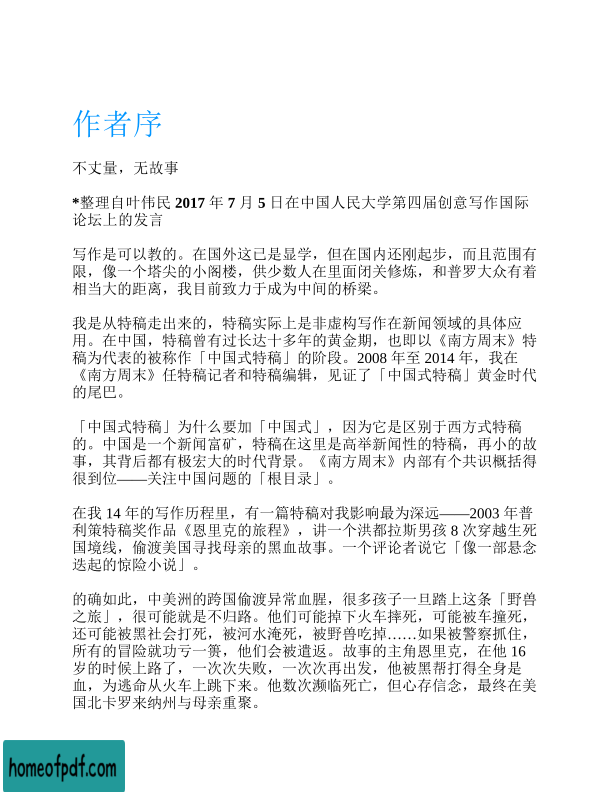 作者序
不丈量，无故事
*整理自叶伟民 2017 年 7 月 5 日在中国人民大学第四届创意写作国际
论坛上的发言
写作是可以教的。在国外这已是显学，但在国内还刚起步，而且范围有
限，像一个塔尖的小阁楼，供少数人在里面闭关修炼，和普罗大众有着
相当大的距离，我目前致力于成为中间的桥梁。
我是从特稿走出来的，特稿实际上是非虚构写作在新闻领域的具体应
用。在中国，特稿曾有过长达十多年的黄金期，也即以《南方周末》特
稿为代表的被称作「中国式特稿」的阶段。2008 年至 2014 年，我在
《南方周末》任特稿记者和特稿编辑，见证了「中国式特稿」黄金时代
的尾巴。
「中国式特稿」为什么要加「中国式」，因为它是区别于西方式特稿
的。中国是一个新闻富矿，特稿在这里是高举新闻性的特稿，再小的故
事，其背后都有极宏大的时代背景。《南方周末》内部有个共识概括得
很到位——关注中国问题的「根目录」。
在我 14 年的写作历程里，有一篇特稿对我影响最为深远——2003 年普
利策特稿奖作品《恩里克的旅程》，讲一个洪都拉斯男孩 8 次穿越生死
国境线，偷渡美国寻找母亲的黑血故事。一个评论者说它「像一部悬念
迭起的惊险小说」。
的确如此，中美洲的跨国偷渡异常血腥，很多孩子一旦踏上这条「野兽
之旅」，很可能就是不归路。他们可能掉下火车摔死，可能被车撞死，
还可能被黑社会打死，被河水淹死，被野兽吃掉……如果被警察抓住，
所有的冒险就功亏一篑，他们会被遣返。故事的主角恩里克，在他 16
岁的时候上路了，一次次失败，一次次再出发，他被黑帮打得全身是
血，为逃命从火车上跳下来。他数次濒临死亡，但心存信念，最终在美
国北卡罗来纳州与母亲重聚。
homeofpdf.com